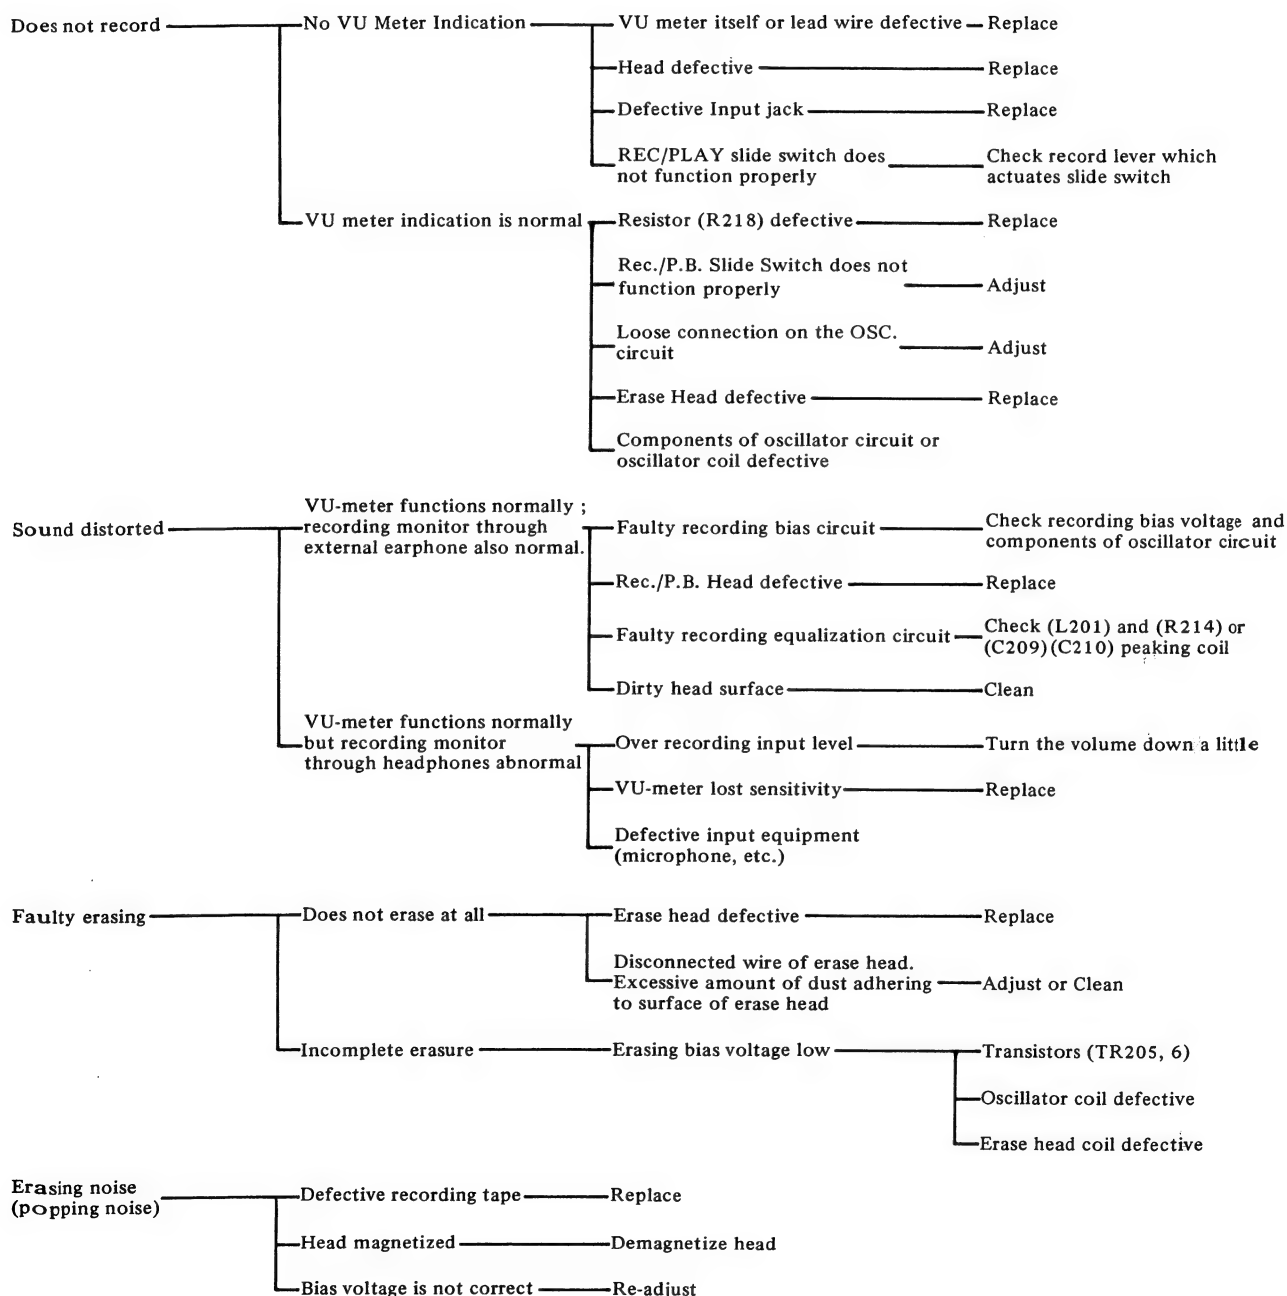 Does not record
No VU Meter Indication
VU meter itself or lead wire defective
Replace
Head defective
Replace
Defective Input jack
Replace
REC/PLAY slide switch does
not function properly
Check record lever which
actuates slide switch
VU meter indication is normal
Resistor (R218) defective
Replace
Rec./P.B. Slide Switch does not
function properly
Adjust
Loose connection on the OSC.
circuit
Adjust
Erase Head defective
Replace
Components of oscillator circuit or
oscillator coil defective
Sound distorted
VU-meter functions normally ;
recording monitor through
external earphone also normal.
Faulty recording bias circuit
Check recording bias voltage and
components of oscillator circuit
Rec./P.B. Head defective
Replace
Faulty recording equalization circuit
Check (L201) and (R214) or
(C209)(C210) peaking coil
Dirty head surface
Clean
VU-meter functions normally
but recording monitor
through headphones abnormal
Over recording input level
Turn the volume down a little
VU-meter lost sensitivity
Replace
Defective input equipment
(microphone, etc.)
Faulty erasing
Does not erase at all
Erase head defective
Replace
Disconnected wire of erase head.
Excessive amount of dust adhering
to surface of erase head
Adjust or Clean
Incomplete erasure
Erasing bias voltage low
Transistors (TR205, 6)
Oscillator coil defective
Erase head coil defective
Erasing noise
(popping noise)
Defective recording tape
Replace
Head magnetized
Demagnetize head
Bias voltage is not correct
Re-adjust